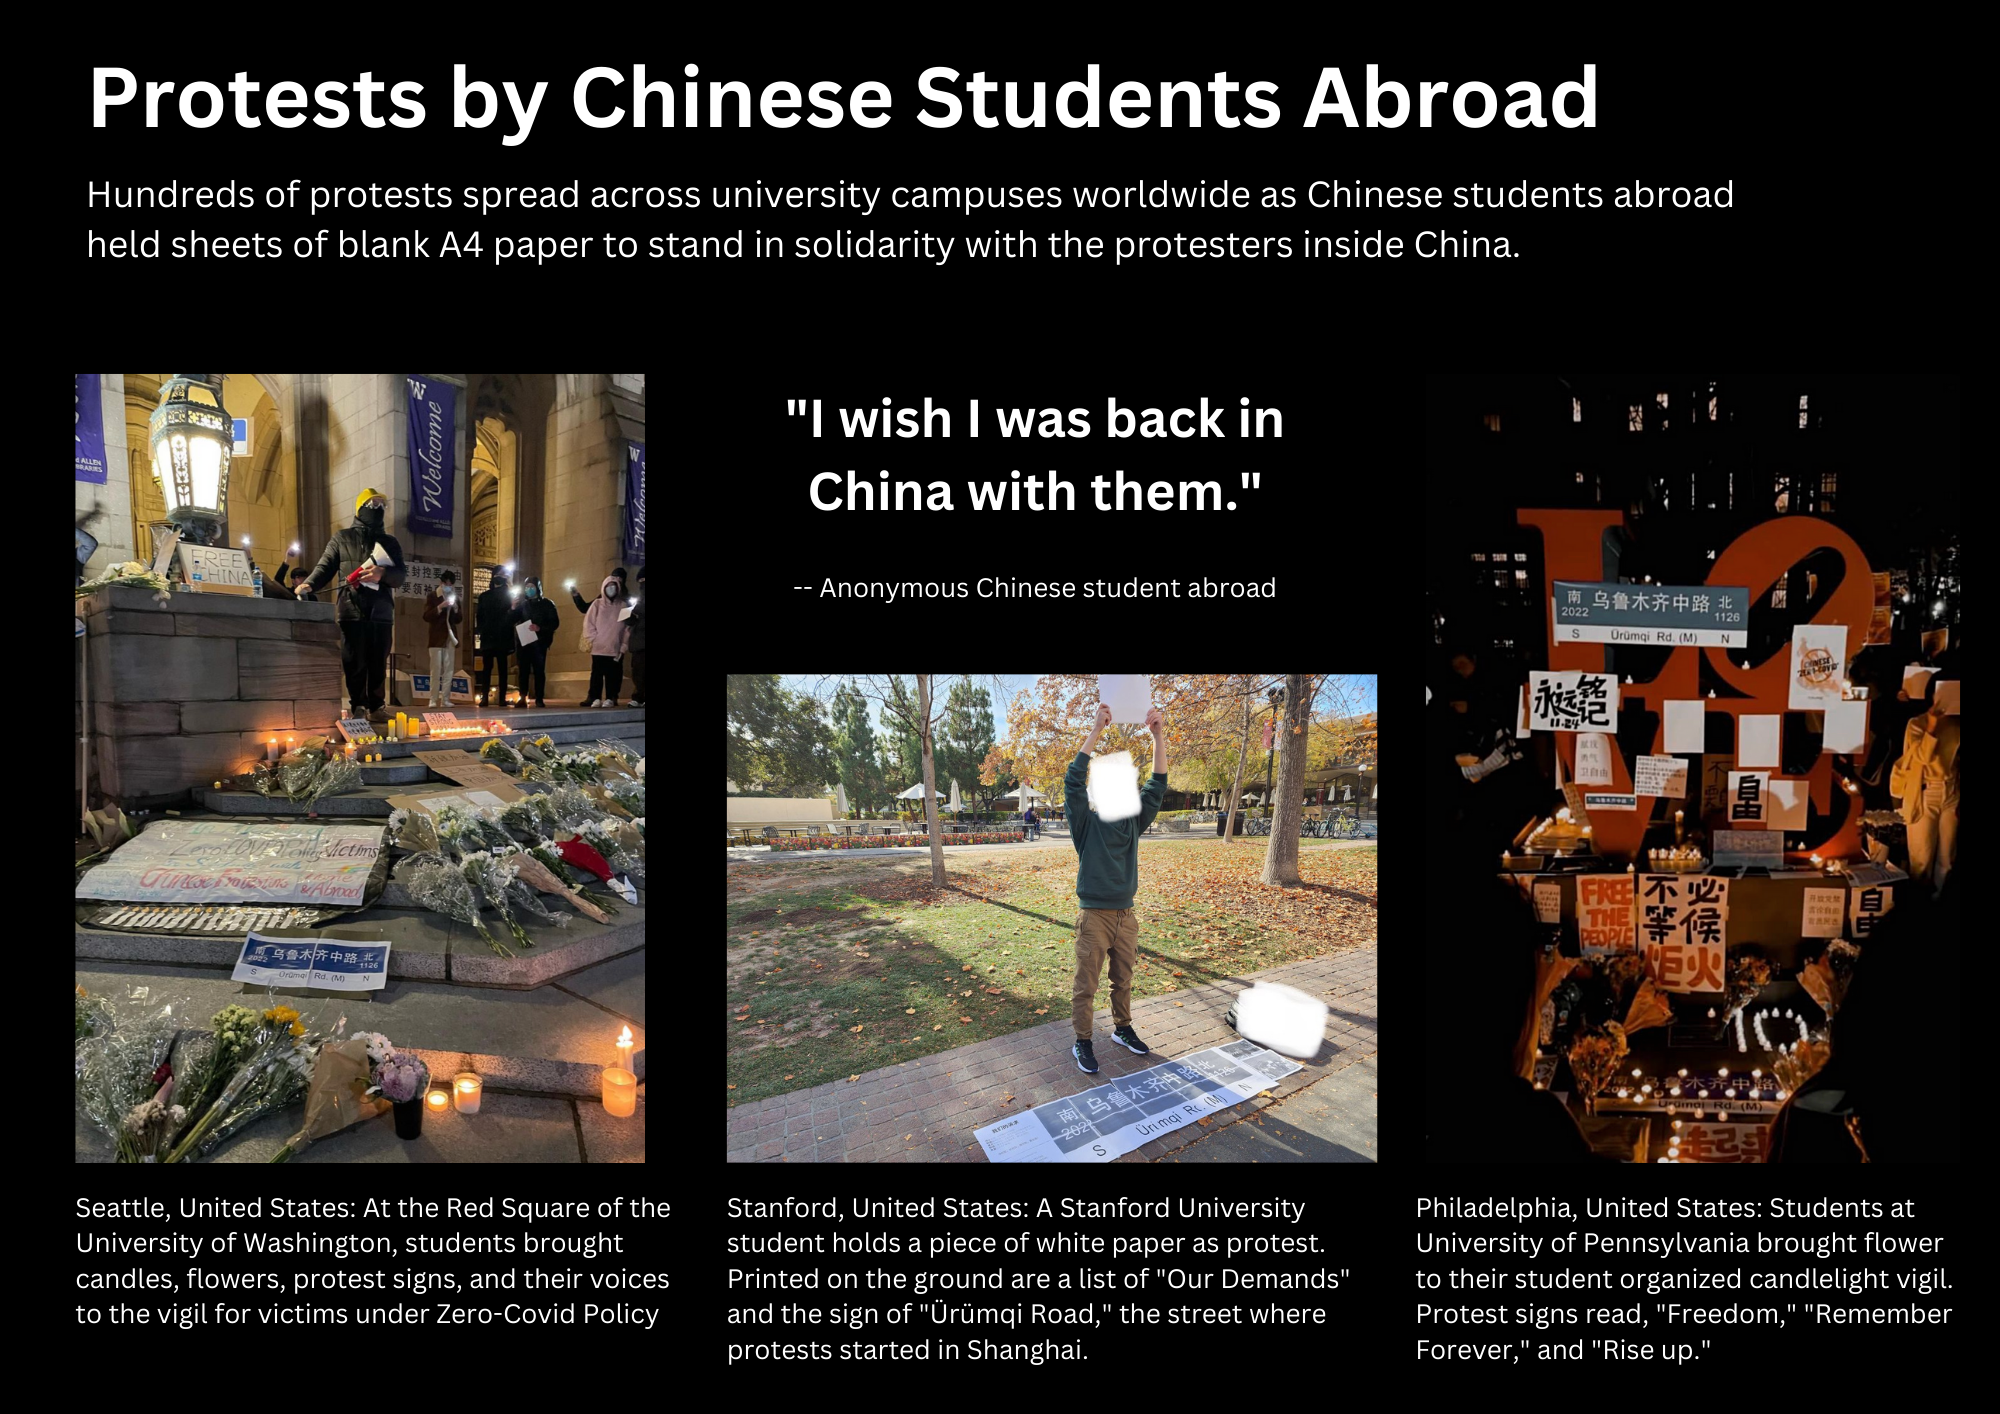 Protests by Chinese Students Abroad
Hundreds of protests spread across university campuses worldwide as Chinese students abroad
held sheets of blank A4 paper to stand in solidarity with the protesters inside China.
W
Welcome
FREE
CHINA
Zero COVID Victims
Abroad
南 乌鲁木齐中路 北
2022 1126
S Ürümqi Rd. (M) N
"I wish I was back in
China with them."
-- Anonymous Chinese student abroad
南 乌鲁木齐中路 北
2022
S Ürümqi Rd. (M) N
南 乌鲁木齐中路 北
2022 1126
S Ürümqi Rd. (M) N
永远铭记
11.24
自由
FREE
THE
PEOPLE
不必
等候
炬火
自由
乌鲁木齐中路
Ürümqi Rd. (M)
起来
Seattle, United States: At the Red Square of the
University of Washington, students brought
candles, flowers, protest signs, and their voices
to the vigil for victims under Zero-Covid Policy
Stanford, United States: A Stanford University
student holds a piece of white paper as protest.
Printed on the ground are a list of "Our Demands"
and the sign of "Ürümqi Road," the street where
protests started in Shanghai.
Philadelphia, United States: Students at
University of Pennsylvania brought flower
to their student organized candlelight vigil.
Protest signs read, "Freedom," "Remember
Forever," and "Rise up."